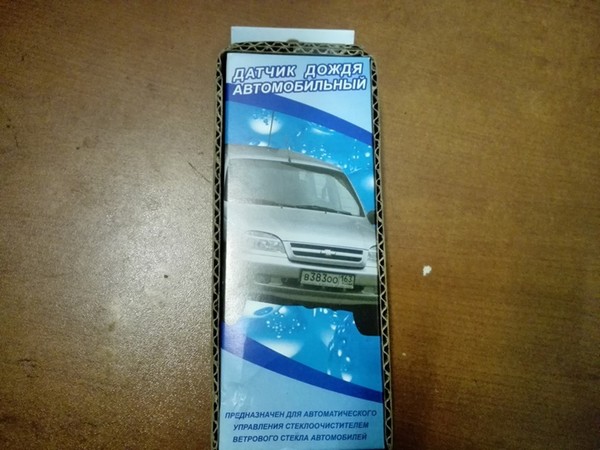 ДАТЧИК ДОЖДЯ
АВТОМОБИЛЬНЫЙ
В383ОО 163
ПРЕДНАЗНАЧЕН ДЛЯ АВТОМАТИЧЕСКОГО
УПРАВЛЕНИЯ СТЕКЛООЧИСТИТЕЛЕМ
ВЕТРОВОГО СТЕКЛА АВТОМОБИЛЕЙ